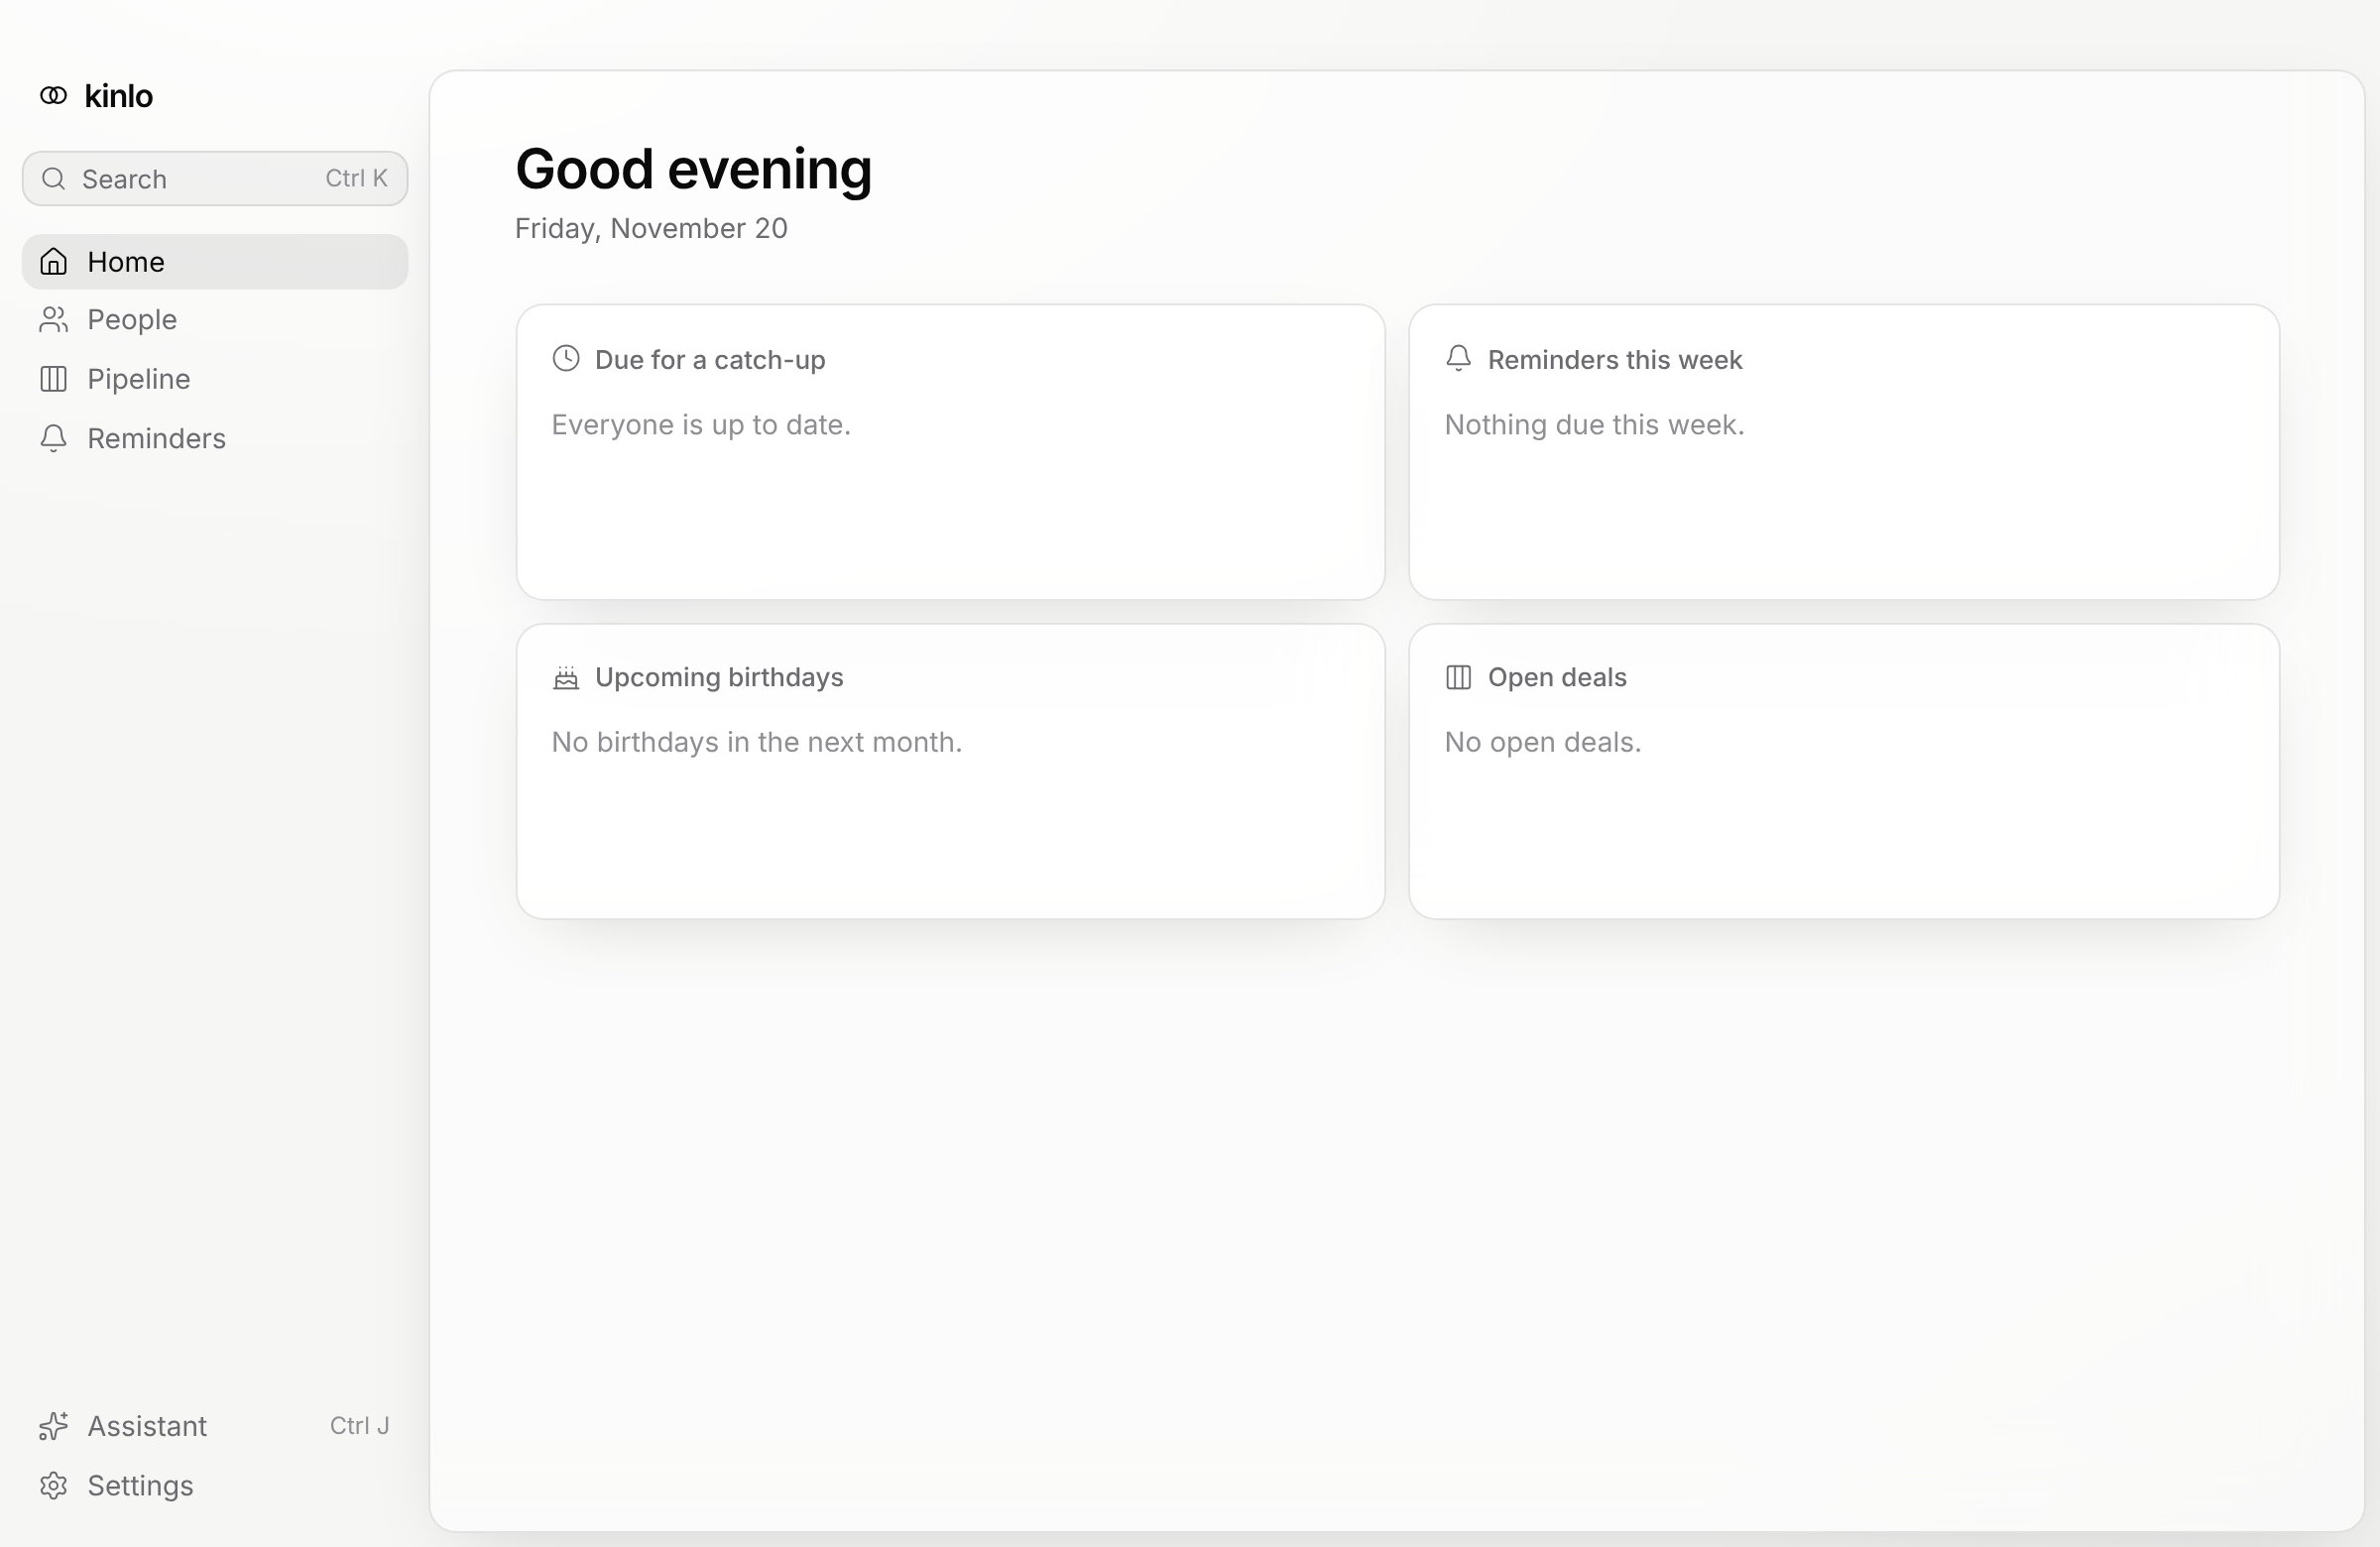 kinlo
Search Ctrl K
Home
People
Pipeline
Reminders
Assistant Ctrl J
Settings
Good evening
Friday, November 20
Due for a catch-up
Everyone is up to date.
Reminders this week
Nothing due this week.
Upcoming birthdays
No birthdays in the next month.
Open deals
No open deals.